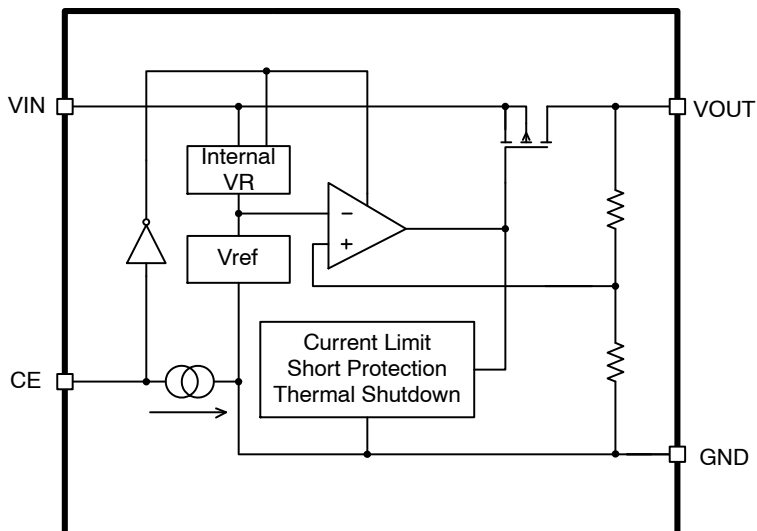 VIN
VOUT
Internal
VR
−
+
Vref
Current Limit
Short Protection
Thermal Shutdown
CE
GND